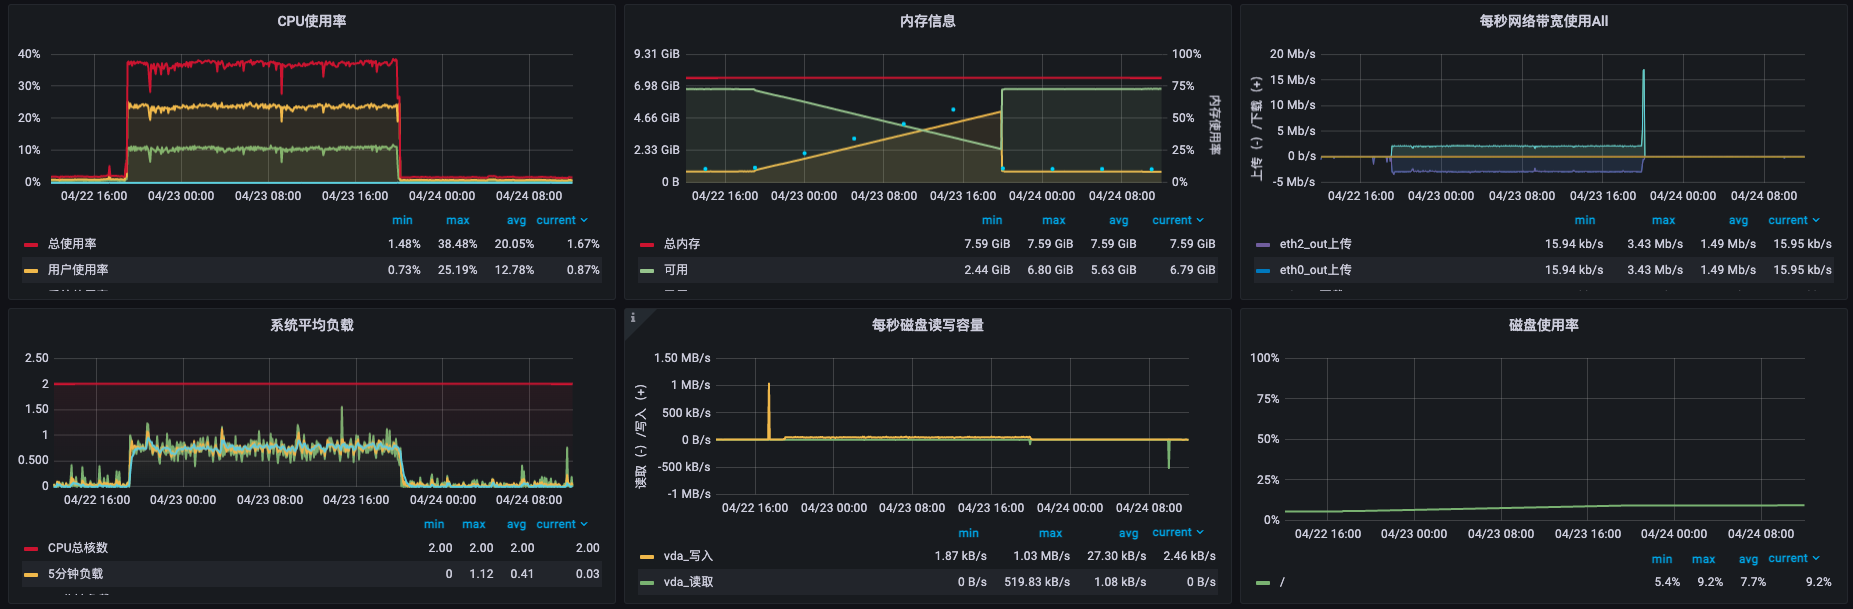 CPU使用率
40%
30%
20%
10%
0%
04/22 16:00 04/23 00:00 04/23 08:00 04/23 16:00 04/24 00:00 04/24 08:00
min max avg current
总使用率 1.48% 38.48% 20.05% 1.67%
用户使用率 0.73% 25.19% 12.78% 0.87%
内存信息
9.31 GiB 100%
6.98 GiB 75%
4.66 GiB 50%
2.33 GiB 25%
0 B 0%
内存使用率
04/22 16:00 04/23 00:00 04/23 08:00 04/23 16:00 04/24 00:00 04/24 08:00
min max avg current
总内存 7.59 GiB 7.59 GiB 7.59 GiB 7.59 GiB
可用 2.44 GiB 6.80 GiB 5.63 GiB 6.79 GiB
每秒网络带宽使用All
上传 (-) /下载 (+)
20 Mb/s
15 Mb/s
10 Mb/s
5 Mb/s
0 b/s
-5 Mb/s
04/22 16:00 04/23 00:00 04/23 08:00 04/23 16:00 04/24 00:00 04/24 08:00
min max avg current
eth2_out上传 15.94 kb/s 3.43 Mb/s 1.49 Mb/s 15.95 kb/s
eth0_out上传 15.94 kb/s 3.43 Mb/s 1.49 Mb/s 15.95 kb/s
系统平均负载
2.50
2
1.50
1
0.500
0
04/22 16:00 04/23 00:00 04/23 08:00 04/23 16:00 04/24 00:00 04/24 08:00
min max avg current
CPU总核数 2.00 2.00 2.00 2.00
5分钟负载 0 1.12 0.41 0.03
i
每秒磁盘读写容量
读取 (-) /写入 (+)
1.50 MB/s
1 MB/s
500 kB/s
0 B/s
-500 kB/s
-1 MB/s
04/22 16:00 04/23 00:00 04/23 08:00 04/23 16:00 04/24 00:00 04/24 08:00
min max avg current
vda_写入 1.87 kB/s 1.03 MB/s 27.30 kB/s 2.46 kB/s
vda_读取 0 B/s 519.83 kB/s 1.08 kB/s 0 B/s
磁盘使用率
100%
75%
50%
25%
0%
04/22 16:00 04/23 00:00 04/23 08:00 04/23 16:00 04/24 00:00 04/24 08:00
min max avg current
/ 5.4% 9.2% 7.7% 9.2%